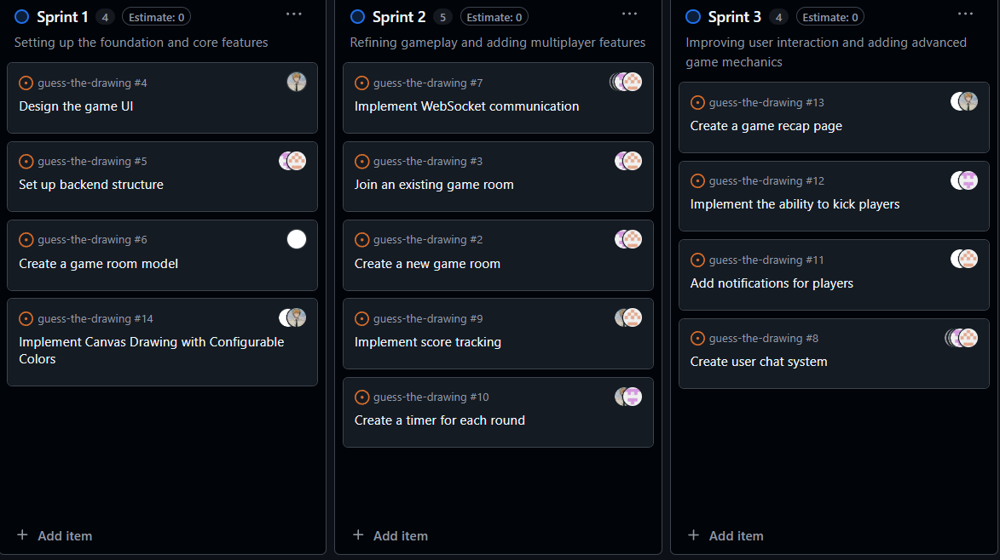 Sprint 1 4 Estimate: 0 ...
Setting up the foundation and core features
guess-the-drawing #4
Design the game UI
guess-the-drawing #5
Set up backend structure
guess-the-drawing #6
Create a game room model
guess-the-drawing #14
Implement Canvas Drawing with Configurable
Colors
+ Add item
Sprint 2 5 Estimate: 0 ...
Refining gameplay and adding multiplayer features
guess-the-drawing #7
Implement WebSocket communication
guess-the-drawing #3
Join an existing game room
guess-the-drawing #2
Create a new game room
guess-the-drawing #9
Implement score tracking
guess-the-drawing #10
Create a timer for each round
+ Add item
Sprint 3 4 Estimate: 0 ...
Improving user interaction and adding advanced
game mechanics
guess-the-drawing #13
Create a game recap page
guess-the-drawing #12
Implement the ability to kick players
guess-the-drawing #11
Add notifications for players
guess-the-drawing #8
Create user chat system
+ Add item